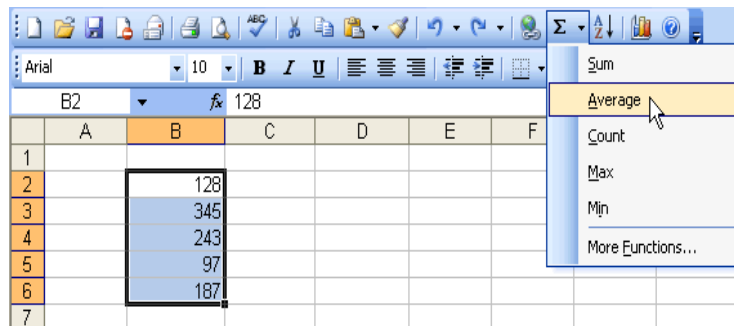 ABC Σ A Z
Arial 10 B I U
B2 fx 128
A B C D E F
1
2 128
3 345
4 243
5 97
6 187
7
Sum
Average
Count
Max
Min
More Functions...